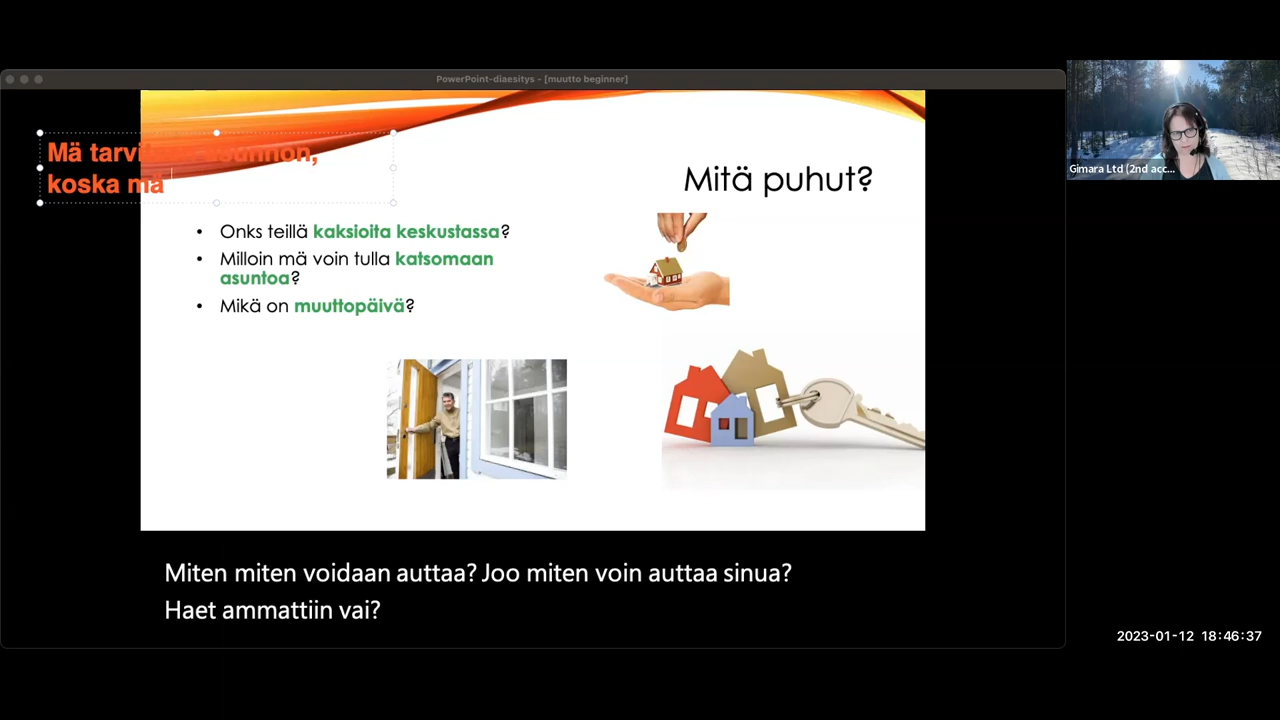 PowerPoint-diaesitys - [muutto beginner]
Mä tarvitsen asunnon,
koska mä
Mitä puhut?
• Onks teillä kaksioita keskustassa?
• Milloin mä voin tulla katsomaan
asuntoa?
• Mikä on muuttopäivä?
Gimara Ltd (2nd acc...
Miten miten voidaan auttaa? Joo miten voin auttaa sinua?
Haet ammattiin vai?
2023-01-12 18:46:37